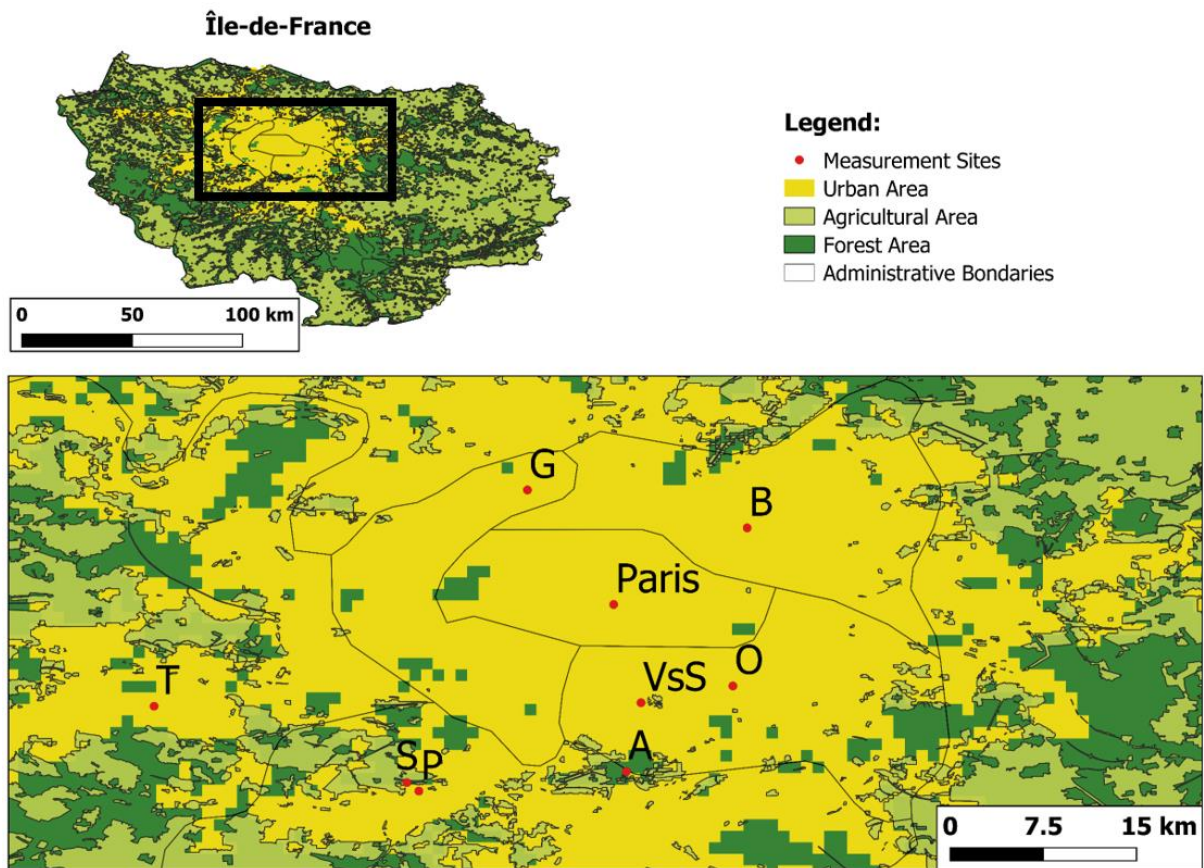 Île-de-France
0 50 100 km
Legend:
Measurement Sites
Urban Area
Agricultural Area
Forest Area
Administrative Bondaries
G
B
Paris
T
VsS
O
S
P
A
0 7.5 15 km